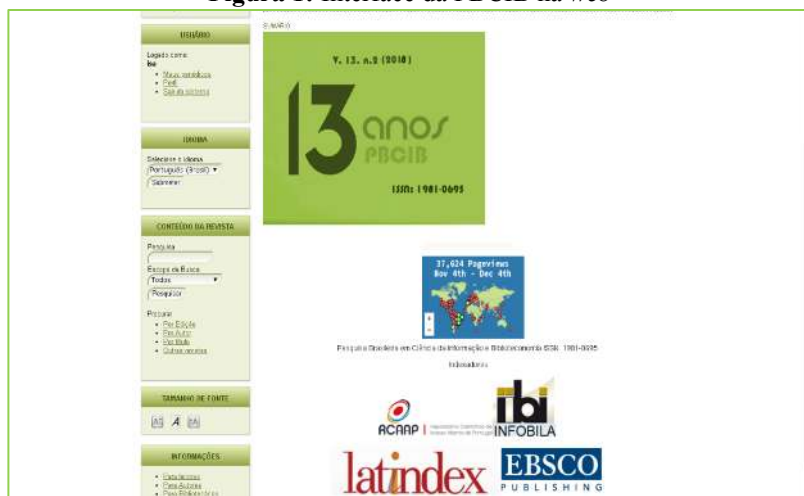 Figura 1: Interface da PBCIB na web
USUÁRIO
Logado como:
Meus periódicos
Perfil
Sair do sistema
IDIOMA
Selecione o idioma
Português (Brasil)
Submeter
CONTEÚDO DA REVISTA
Pesquisa
Escopo da Busca
Todos
Pesquisar
Procurar
Por Edição
Por Autor
Por título
Outras revistas
TAMANHO DE FONTE
INFORMAÇÕES
Para leitores
Para Autores
Para Bibliotecários
SUMÁRIO
V. 13. n.2 (2018)
13 anos
PBCIB
ISSN: 1981-0695
37,624 Pageviews
Nov 4th - Dec 4th
Pesquisa Brasileira em Ciência da Informação e Biblioteconomia ISSN: 1981-0695
Indexadores
RCAAP
ibi
INFOBILA
latindex
EBSCO
PUBLISHING